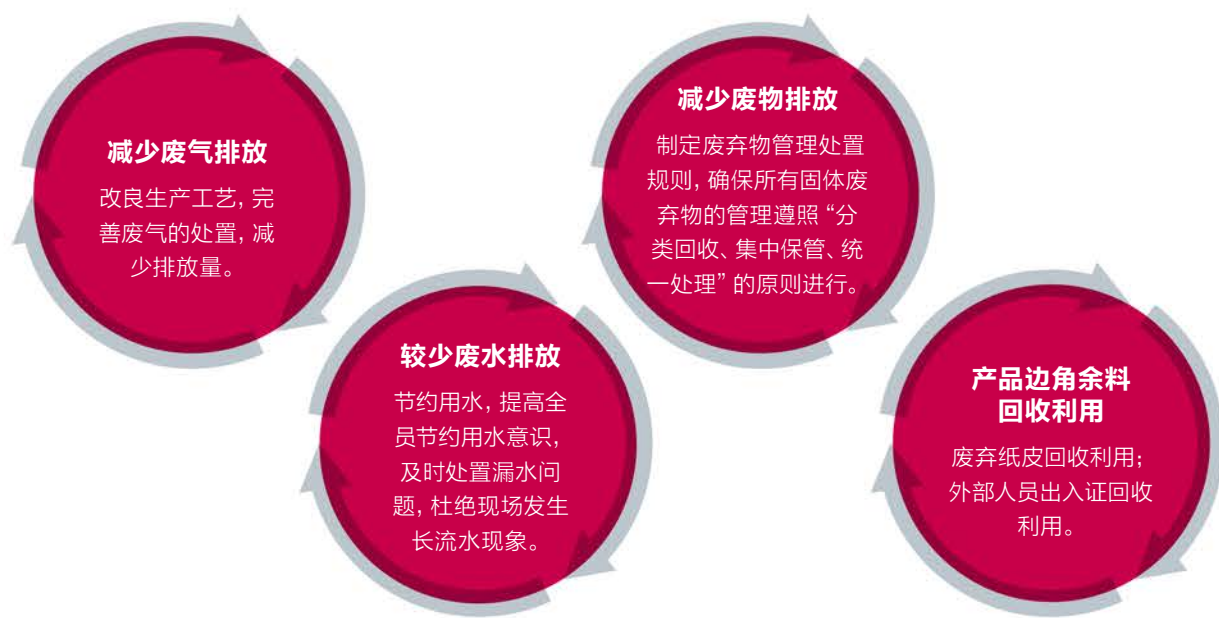 减少废气排放
改良生产工艺，完
善废气的处置，减
少排放量。
较少废水排放
节约用水，提高全
员节约用水意识，
及时处置漏水问
题，杜绝现场发生
长流水现象。
减少废物排放
制定废弃物管理处置
规则，确保所有固体废
弃物的管理遵照“分
类回收、集中保管、统
一处理”的原则进行。
产品边角余料
回收利用
废弃纸皮回收利用；
外部人员出入证回收
利用。